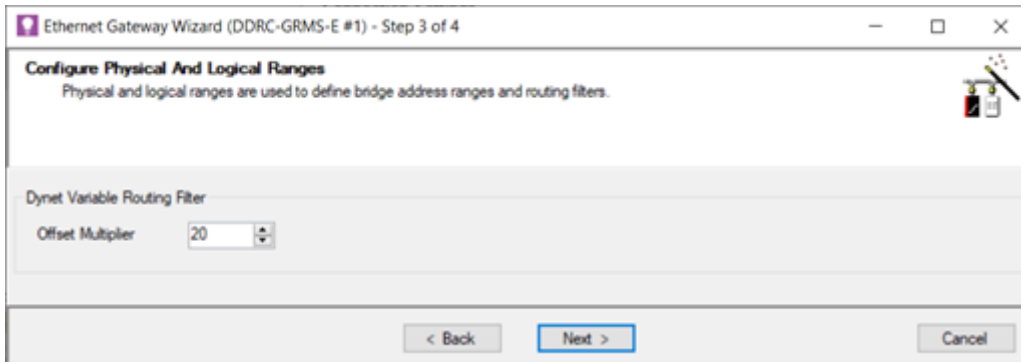 Ethernet Gateway Wizard (DDRC-GRMS-E #1) - Step 3 of 4
Configure Physical And Logical Ranges
Physical and logical ranges are used to define bridge address ranges and routing filters.
Dynet Variable Routing Filter
Offset Multiplier 20
< Back Next > Cancel